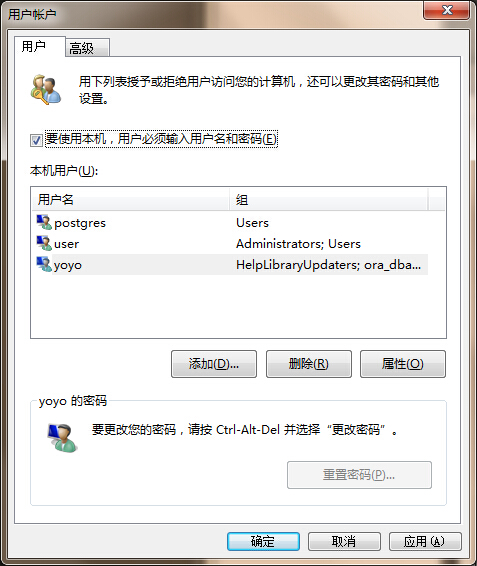 用户帐户
用户
高级
用下列表授予或拒绝用户访问您的计算机，还可以更改其密码和其他
设置。
要使用本机，用户必须输入用户名和密码(E)
本机用户(U):
用户名 组
postgres Users
user Administrators; Users
yoyo HelpLibraryUpdaters; ora_dba...
添加(D)... 删除(R) 属性(O)
yoyo 的密码
要更改您的密码，请按 Ctrl-Alt-Del 并选择“更改密码”。
重置密码(P)...
确定 取消 应用(A)